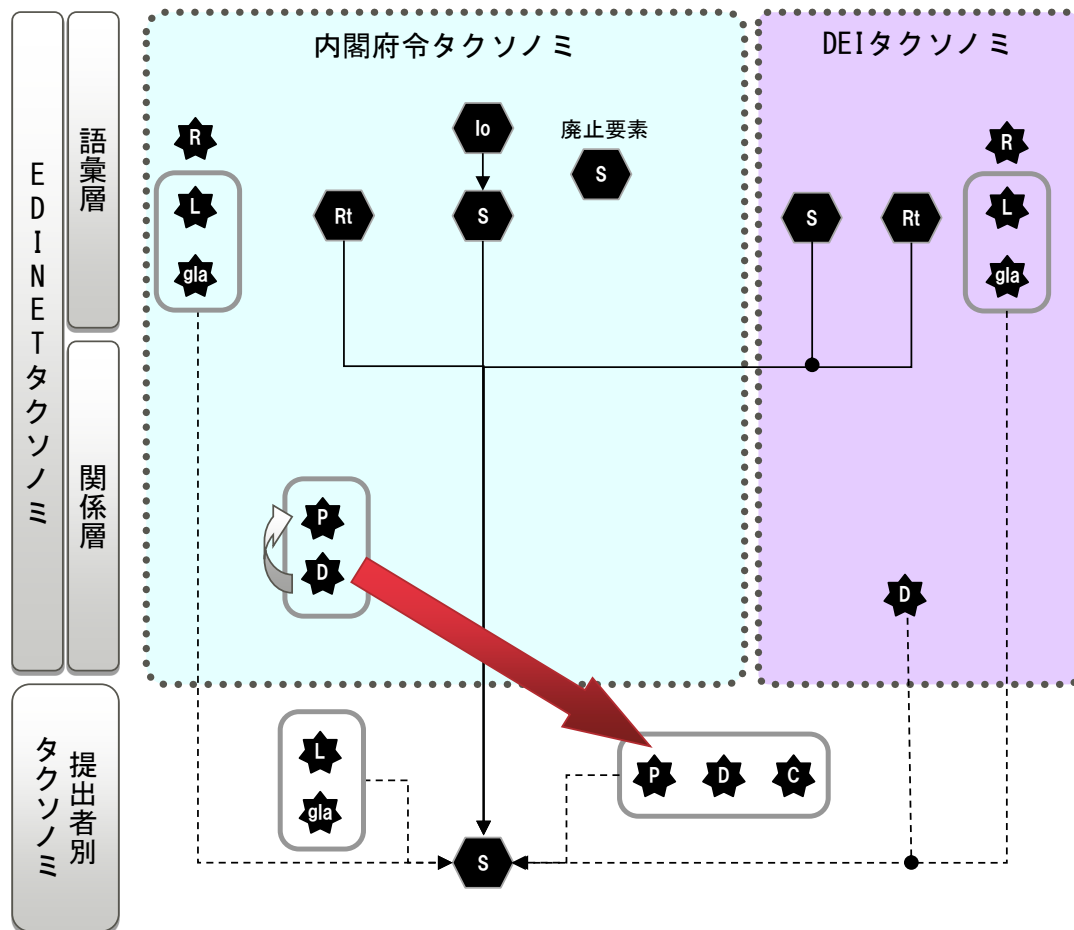 内閣府令タクソノミ
DEIタクソノミ
EDINETタクソノミ
語彙層
関係層
提出者別
タクソノミ
R
L
gla
Rt
Io
S
廃止要素
S
S
Rt
R
L
gla
P
D
D
L
gla
P D C
S